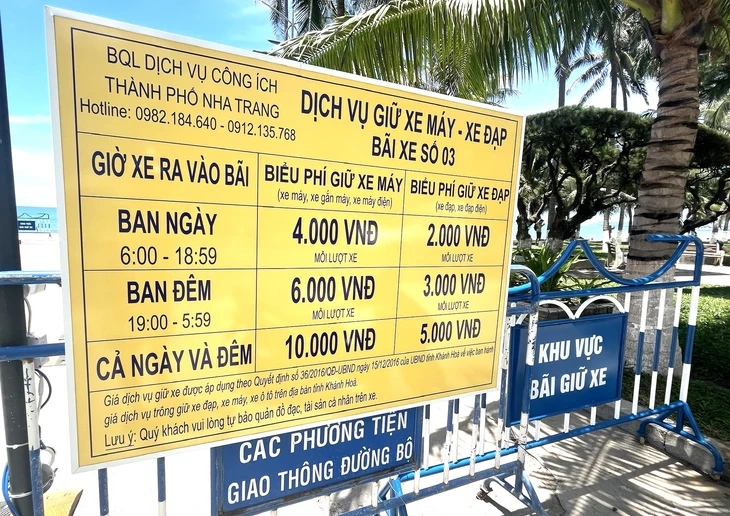 BQL DỊCH VỤ CÔNG ÍCH
THÀNH PHỐ NHA TRANG
Hotline: 0982.184.640 - 0912.135.768
DỊCH VỤ GIỮ XE MÁY - XE ĐẠP
BÃI XE SỐ 03
GIỜ XE RA VÀO BÃI
BIỂU PHÍ GIỮ XE MÁY
(xe máy, xe gắn máy, xe máy điện)
BIỂU PHÍ GIỮ XE ĐẠP
(xe đạp, xe đạp điện)
BAN NGÀY
6:00 - 18:59
4.000 VNĐ
MỖI LƯỢT XE
2.000 VNĐ
MỖI LƯỢT XE
BAN ĐÊM
19:00 - 5:59
6.000 VNĐ
MỖI LƯỢT XE
3.000 VNĐ
MỖI LƯỢT XE
CẢ NGÀY VÀ ĐÊM
10.000 VNĐ
5.000 VNĐ
Giá dịch vụ giữ xe được áp dụng theo Quyết định số 36/2016/QĐ-UBND ngày 15/12/2016 của UBND tỉnh Khánh Hoà về việc ban hành
giá dịch vụ trông giữ xe đạp, xe máy, xe ô tô trên địa bàn tỉnh Khánh Hoà.
Lưu ý: Quý khách vui lòng tự bảo quản đồ đạc, tài sản cá nhân trên xe.
CÁC PHƯƠNG TIỆN
GIAO THÔNG ĐƯỜNG BỘ
KHU VỰC
BÃI GIỮ XE